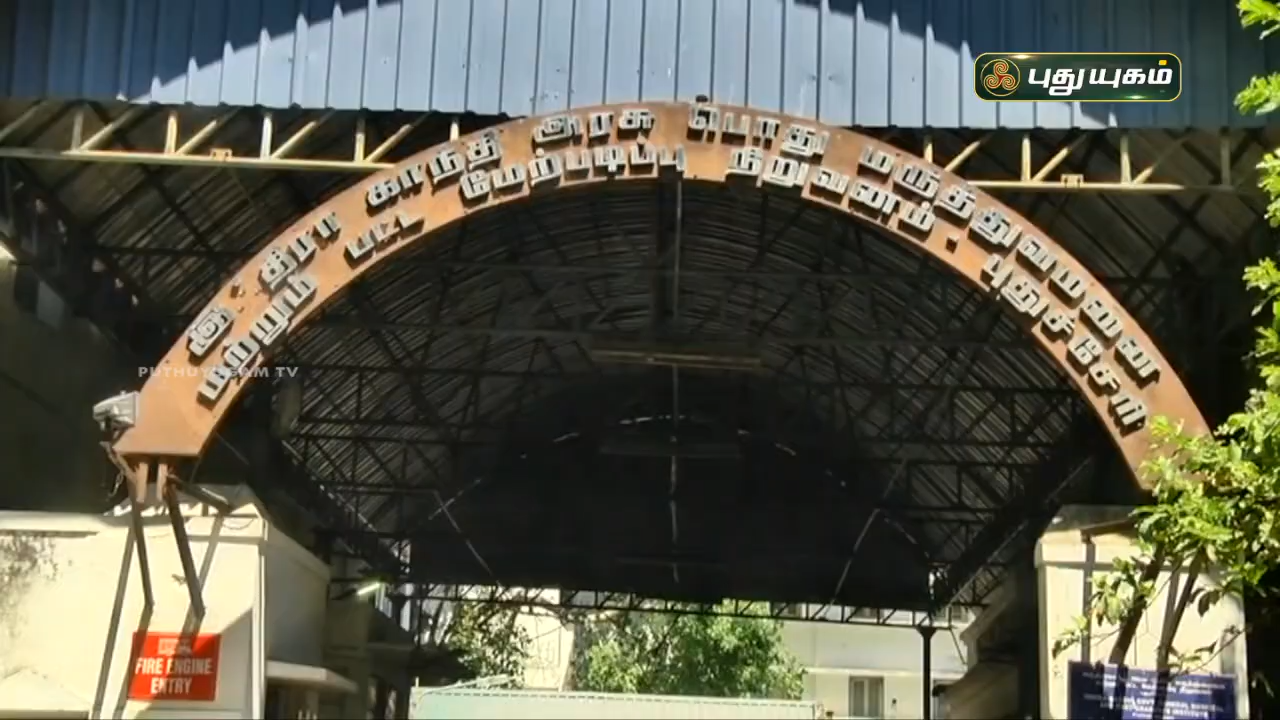 புதுயுகம்
இந்திரா காந்தி அரசு பொது மருத்துவமனை
மற்றும் பட்ட மேற்படிப்பு நிறுவனம். புதுச்சேரி
PUTHUYUGAM TV
FIRE ENGINE
ENTRY